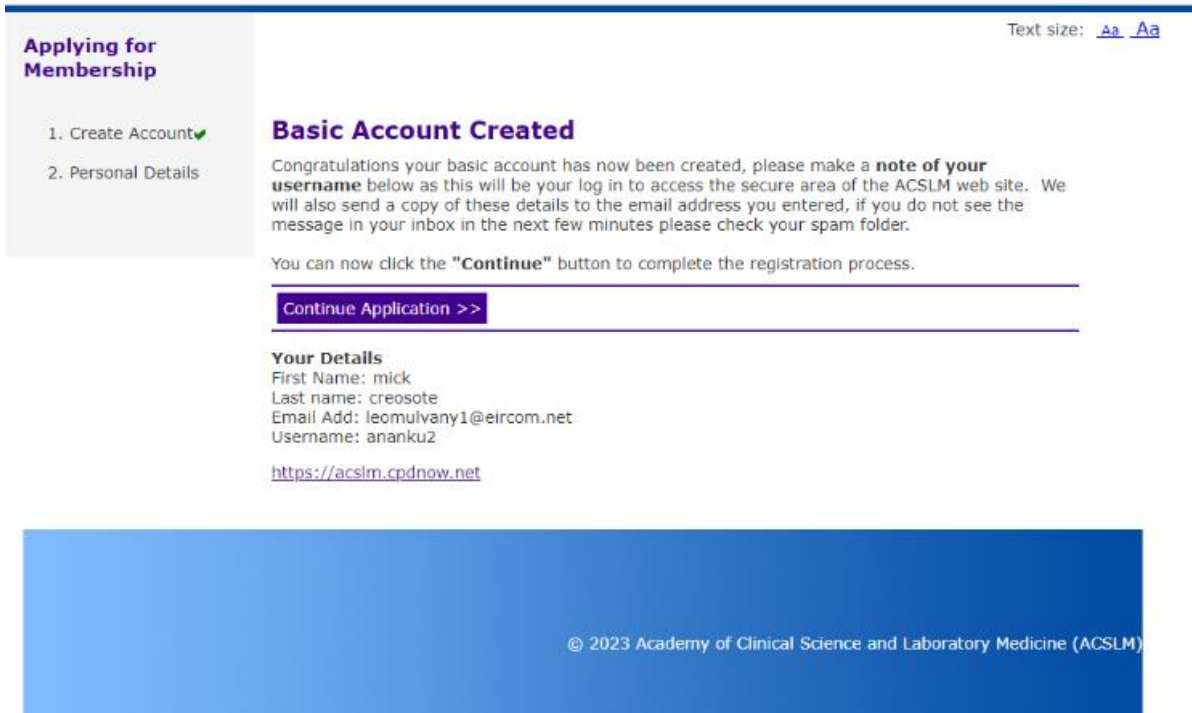 Text size: Aa Aa
Applying for
Membership
1. Create Account
2. Personal Details
Basic Account Created
Congratulations your basic account has now been created, please make a note of your
username below as this will be your log in to access the secure area of the ACSLM web site. We
will also send a copy of these details to the email address you entered, if you do not see the
message in your inbox in the next few minutes please check your spam folder.
You can now click the "Continue" button to complete the registration process.
Continue Application >>
Your Details
First Name: mick
Last name: creosote
Email Add: leomulvany1@eircom.net
Username: ananku2
https://acslm.cpdnow.net
© 2023 Academy of Clinical Science and Laboratory Medicine (ACSLM)